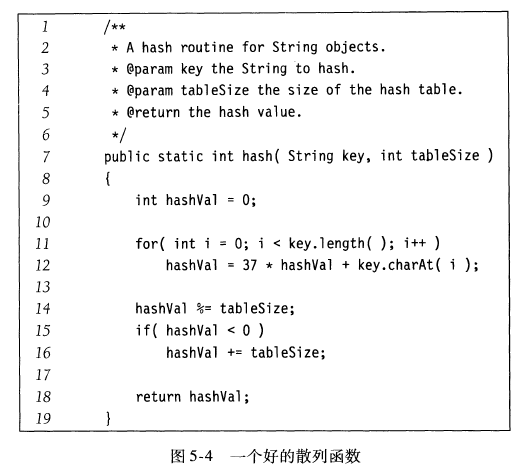 1 /**
2 * A hash routine for String objects.
3 * @param key the String to hash.
4 * @param tableSize the size of the hash table.
5 * @return the hash value.
6 */
7 public static int hash( String key, int tableSize )
8 {
9 int hashVal = 0;
10
11 for( int i = 0; i < key.length( ); i++ )
12 hashVal = 37 * hashVal + key.charAt( i );
13
14 hashVal %= tableSize;
15 if( hashVal < 0 )
16 hashVal += tableSize;
17
18 return hashVal;
19 }
图 5-4 一个好的散列函数